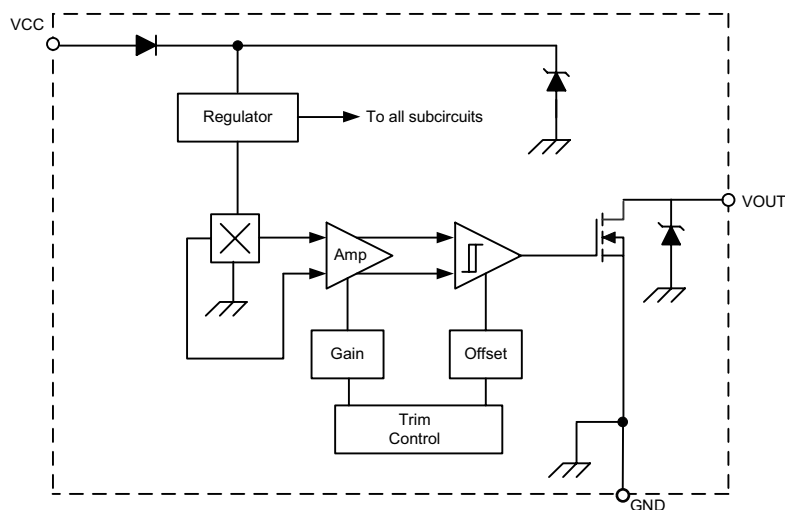 VCC
Regulator
To all subcircuits
VOUT
Amp
Gain
Offset
Trim
Control
GND